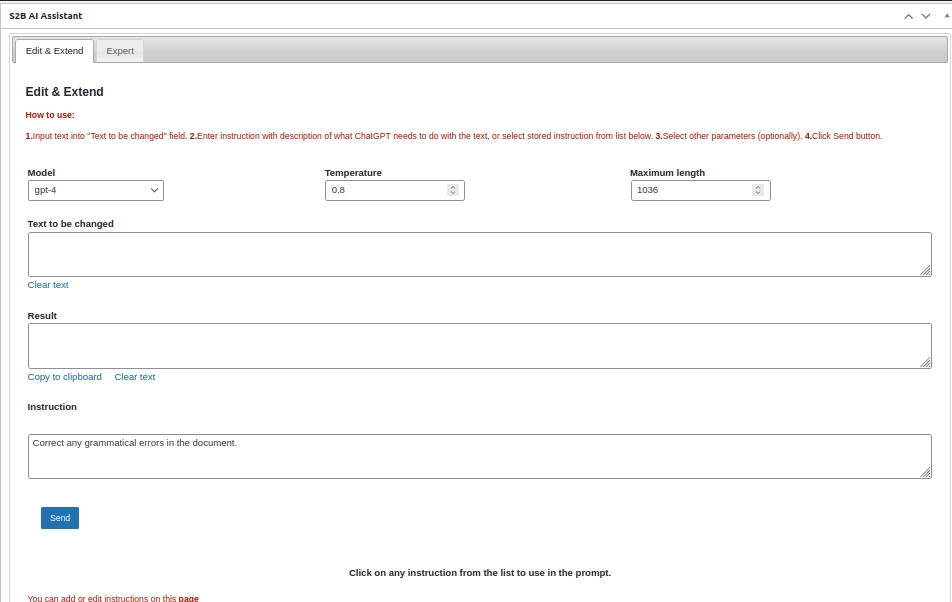 S2B AI Assistant
Edit & Extend Expert
Edit & Extend
How to use:
1.Input text into "Text to be changed" field. 2.Enter instruction with description of what ChatGPT needs to do with the text, or select stored instruction from list below. 3.Select other parameters (optionally). 4.Click Send button.
Model Temperature Maximum length
gpt-4 0.8 1036
Text to be changed
Clear text
Result
Copy to clipboard Clear text
Instruction
Correct any grammatical errors in the document.
Send
Click on any instruction from the list to use in the prompt.
You can add or edit instructions on this page